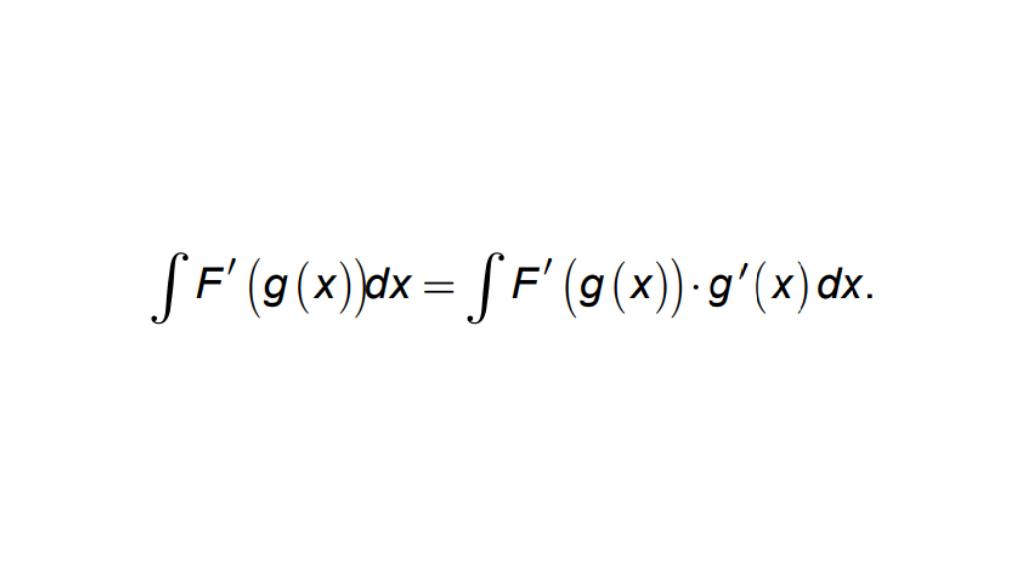 ∫ F′ (g (x))dx = ∫ F′ (g (x)) · g′(x) dx.